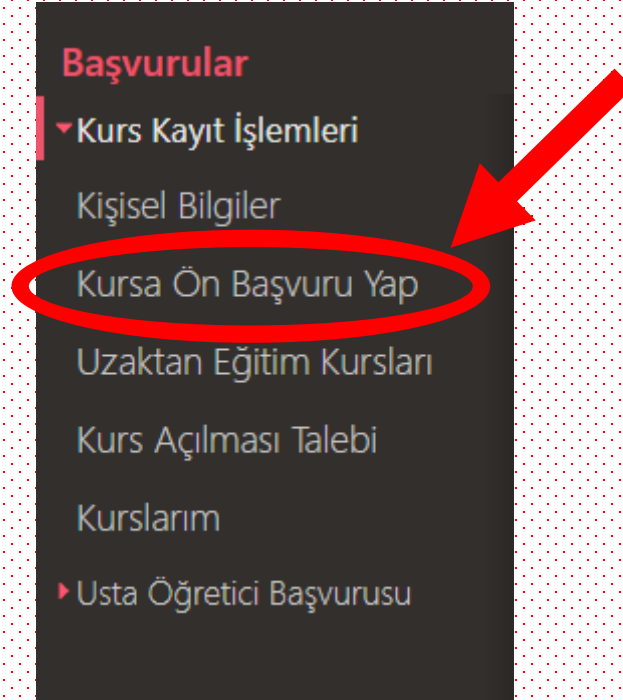 Başvurular
Kurs Kayıt İşlemleri
Kişisel Bilgiler
Kursa Ön Başvuru Yap
Uzaktan Eğitim Kursları
Kurs Açılması Talebi
Kurslarım
Usta Öğretici Başvurusu